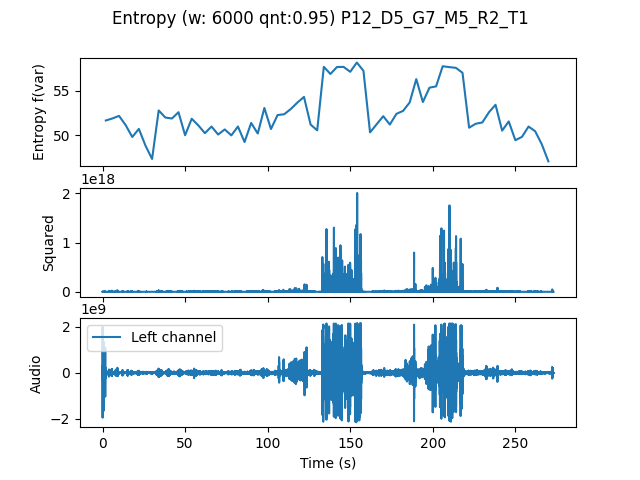 Entropy (w: 6000 qnt:0.95) P12_D5_G7_M5_R2_T1
Entropy f(var)
55
50
1e18
Squared
2
1
0
1e9
Audio
2
0
−2
Left channel
0 50 100 150 200 250
Time (s)